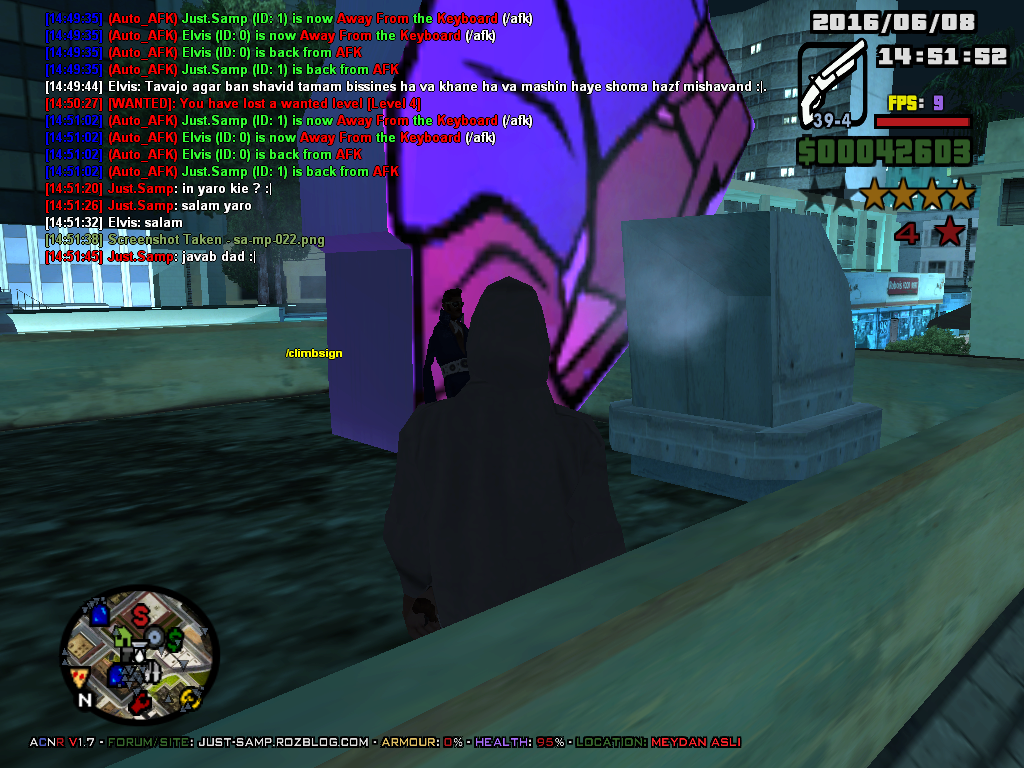 [14:49:35] (Auto_AFK) Just.Samp (ID: 1) is now Away From the Keyboard (/afk)
[14:49:35] (Auto_AFK) Elvis (ID: 0) is now Away From the Keyboard (/afk)
[14:49:35] (Auto_AFK) Elvis (ID: 0) is back from AFK
[14:49:35] (Auto_AFK) Just.Samp (ID: 1) is back from AFK
[14:49:44] Elvis: Tavajo agar ban shavid tamam bissines ha va khane ha va mashin haye shoma hazf mishavand :|.
[14:50:27] [WANTED]: You have lost a wanted level [Level 4]
[14:51:02] (Auto_AFK) Just.Samp (ID: 1) is now Away From the Keyboard (/afk)
[14:51:02] (Auto_AFK) Elvis (ID: 0) is now Away From the Keyboard (/afk)
[14:51:02] (Auto_AFK) Elvis (ID: 0) is back from AFK
[14:51:02] (Auto_AFK) Just.Samp (ID: 1) is back from AFK
[14:51:20] Just.Samp: in yaro kie ? :|
[14:51:26] Just.Samp: salam yaro
[14:51:32] Elvis: salam
[14:51:38] Screenshot Taken - sa-mp-022.png
[14:51:45] Just.Samp: javab dad :|
2016/06/08
14:51:52
FPS: 9
39-4
$00042603
4
/climbsign
S
N
ACNR V1.7 - FORUM/SITE: JUST-SAMP.ROZBLOG.COM - ARMOUR: 0% - HEALTH: 95% - LOCATION: MEYDAN ASLI